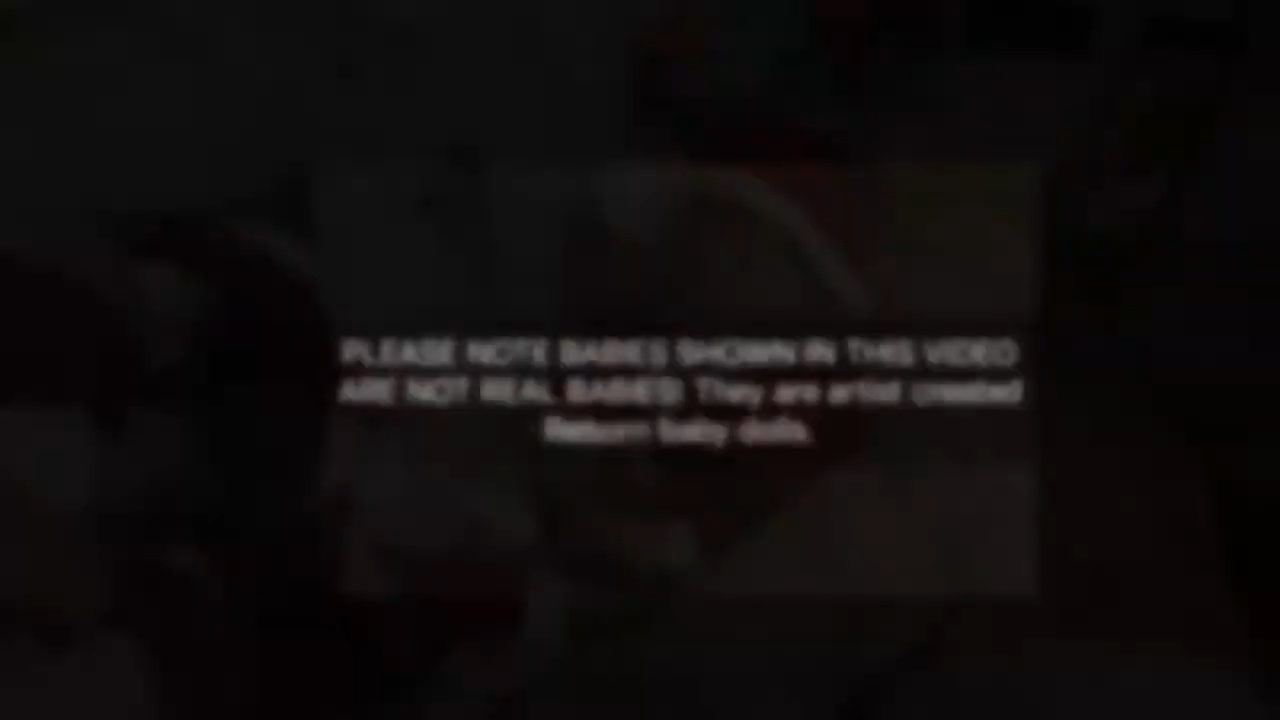 PLEASE NOTE BABIES SHOWN IN THIS VIDEO
ARE NOT REAL BABIES! They are artist created
Reborn baby dolls.